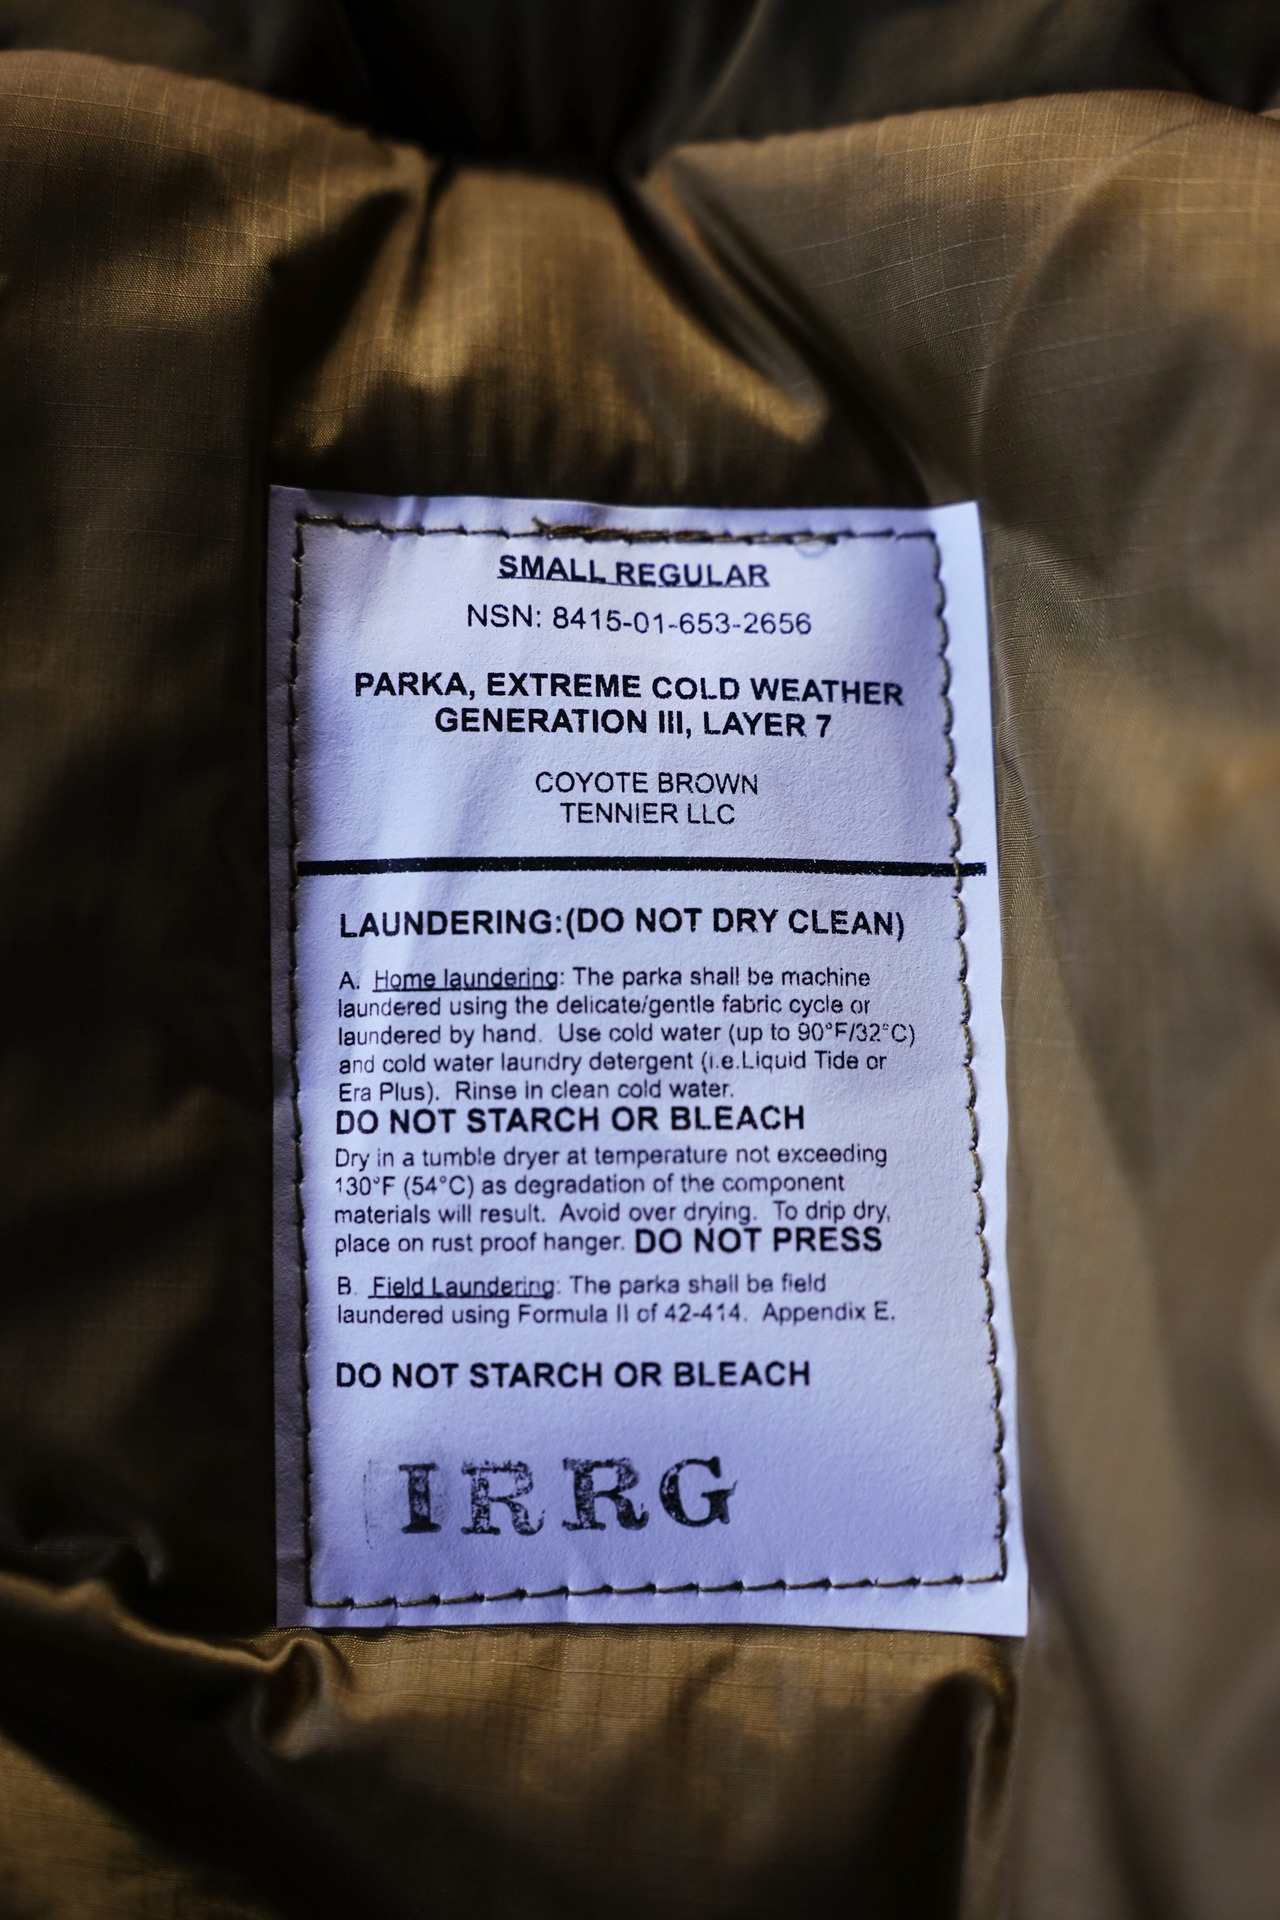 SMALL REGULAR
NSN: 8415-01-653-2656
PARKA, EXTREME COLD WEATHER
GENERATION III, LAYER 7
COYOTE BROWN
TENNIER LLC
LAUNDERING:(DO NOT DRY CLEAN)
A. Home laundering: The parka shall be machine
laundered using the delicate/gentle fabric cycle or
laundered by hand. Use cold water (up to 90°F/32°C)
and cold water laundry detergent (i.e.Liquid Tide or
Era Plus). Rinse in clean cold water.
DO NOT STARCH OR BLEACH
Dry in a tumble dryer at temperature not exceeding
130°F (54°C) as degradation of the component
materials will result. Avoid over drying. To drip dry,
place on rust proof hanger. DO NOT PRESS
B. Field Laundering: The parka shall be field
laundered using Formula II of 42-414. Appendix E.
DO NOT STARCH OR BLEACH
IRRG